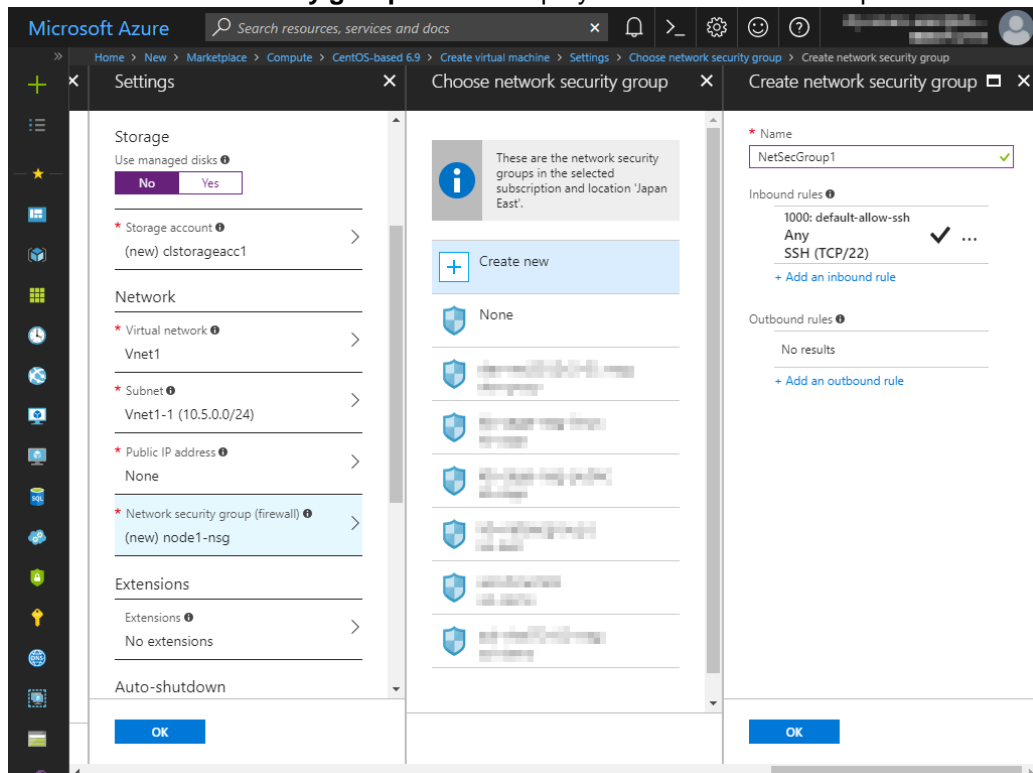 Microsoft Azure
Search resources, services and docs
Home > New > Marketplace > Compute > CentOS-based 6.9 > Create virtual machine > Settings > Choose network security group > Create network security group
Settings
Storage
Use managed disks
No Yes
* Storage account
(new) clstorageacc1
Network
* Virtual network
Vnet1
* Subnet
Vnet1-1 (10.5.0.0/24)
* Public IP address
None
* Network security group (firewall)
(new) node1-nsg
Extensions
Extensions
No extensions
Auto-shutdown
OK
Choose network security group
These are the network security
groups in the selected
subscription and location 'Japan
East'.
Create new
None
Create network security group
* Name
NetSecGroup1
Inbound rules
1000: default-allow-ssh
Any
SSH (TCP/22)
+ Add an inbound rule
Outbound rules
No results
+ Add an outbound rule
OK